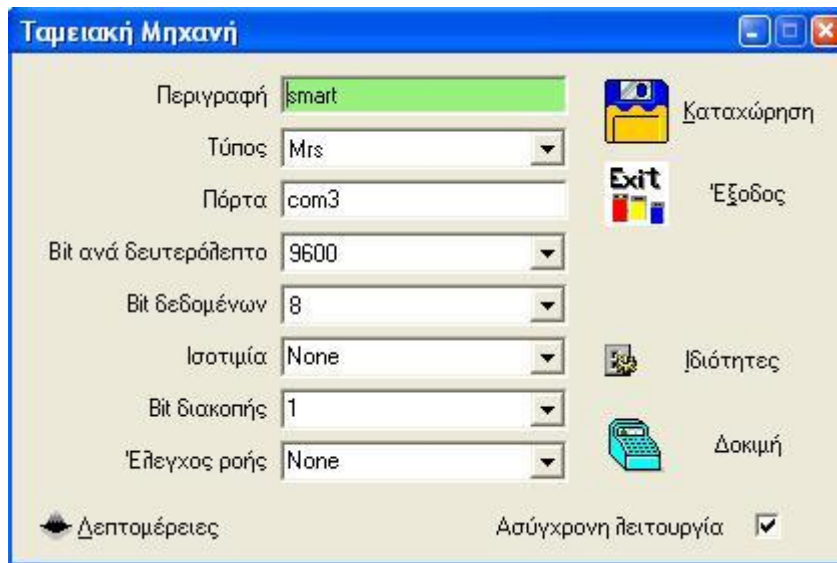 Ταμειακή Μηχανή
Περιγραφή smart
Καταχώρηση
Τύπος Mrs
Exit
Έξοδος
Πόρτα com3
Bit ανά δευτερόλεπτο 9600
Bit δεδομένων 8
Ισοτιμία None
Ιδιότητες
Bit διακοπής 1
Δοκιμή
Έλεγχος ροής None
Λεπτομέρειες
Ασύγχρονη λειτουργία